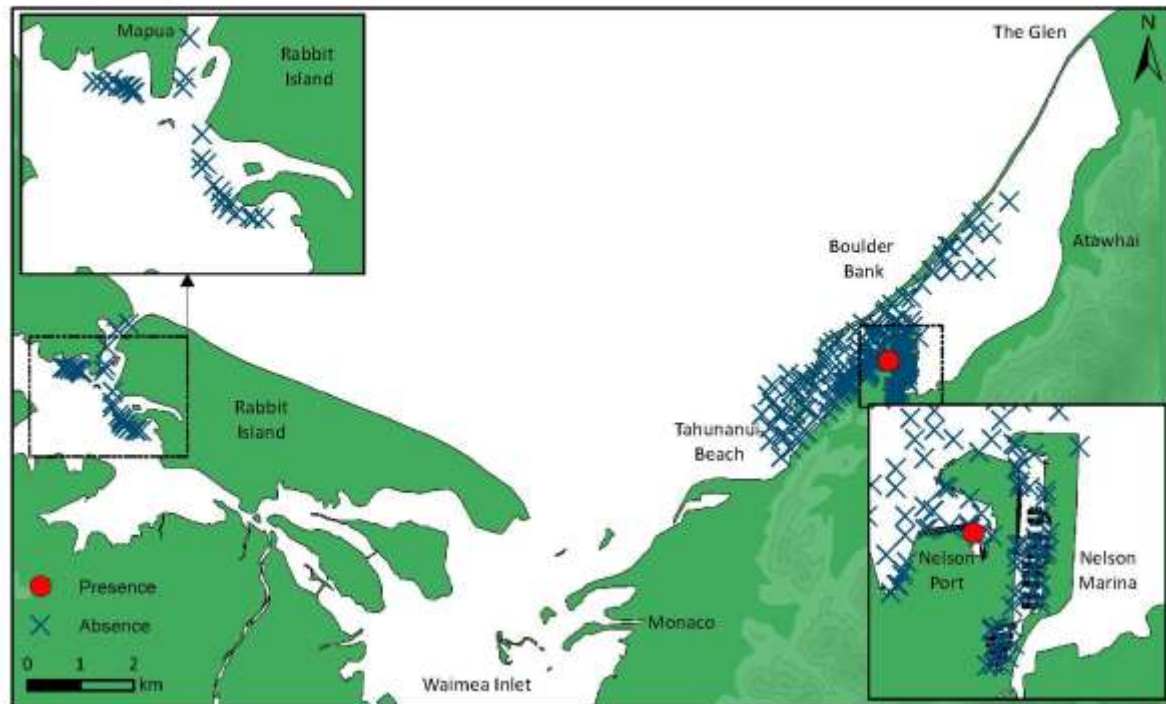 Mapua
Rabbit
Island
The Glen
N
Boulder
Bank
Atawhai
Rabbit
Island
Tahunanui
Beach
Nelson
Port
Nelson
Marina
Presence
Absence
Monaco
0 1 2
km
Waimea Inlet